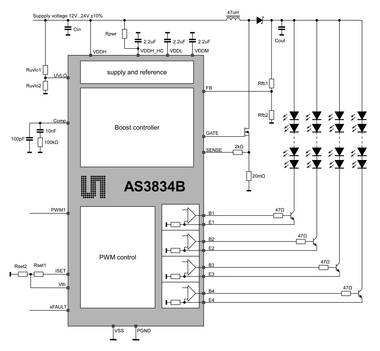 Supply voltage 12V...24V ±10%
47uH
Cin
Rpwr
2.2uF
2.2uF
2.2uF
Cout
VDDH
VDDH_HC
VDDL
VDDM
Ruvlo1
UVLO
Ruvlo2
supply and reference
FB
Rfb1
Rfb2
Comp
10nF
100pF
100kΩ
Boost controller
GATE
SENSE
2kΩ
20mΩ
AS3834B
PWM1
PWM control
B1
47Ω
E1
B2
47Ω
E2
B3
47Ω
E3
B4
47Ω
E4
Rset2
Rset1
ISET
Vth
xFAULT
VSS
PGND